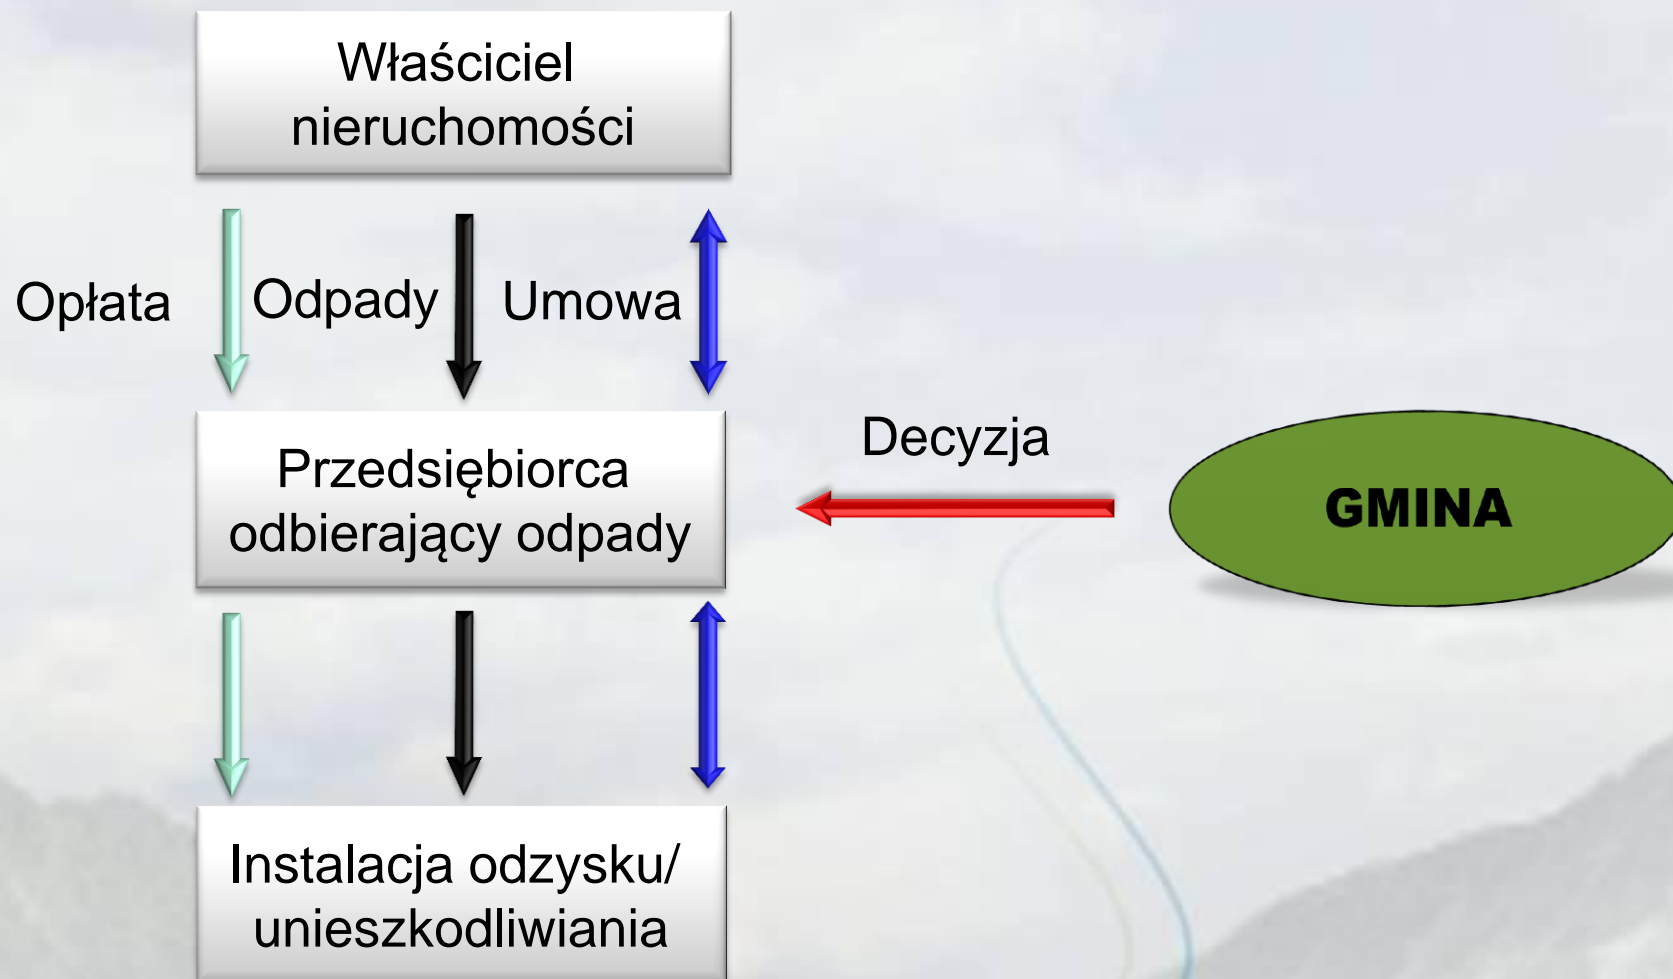 Właściciel
nieruchomości
Opłata
Odpady
Umowa
Przedsiębiorca
odbierający odpady
Decyzja
GMINA
Instalacja odzysku/
unieszkodliwiania